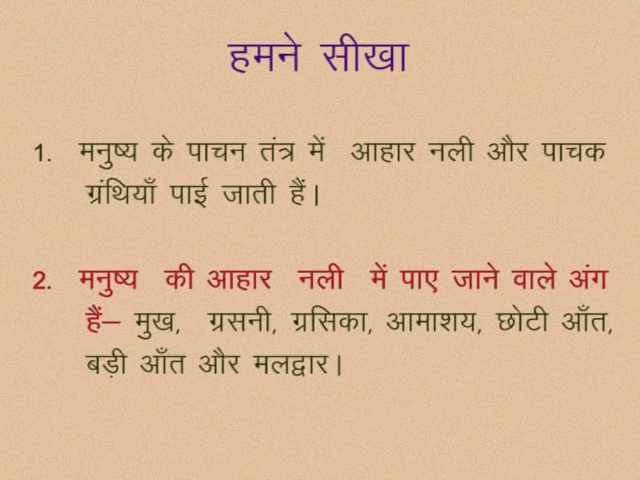 हमने सीखा
1. मनुष्य के पाचन तंत्र में आहार नली और पाचक
ग्रंथियाँ पाई जाती हैं।
2. मनुष्य की आहार नली में पाए जाने वाले अंग
हैं– मुख, ग्रसनी, ग्रसिका, आमाशय, छोटी आँत,
बड़ी आँत और मलद्वार।